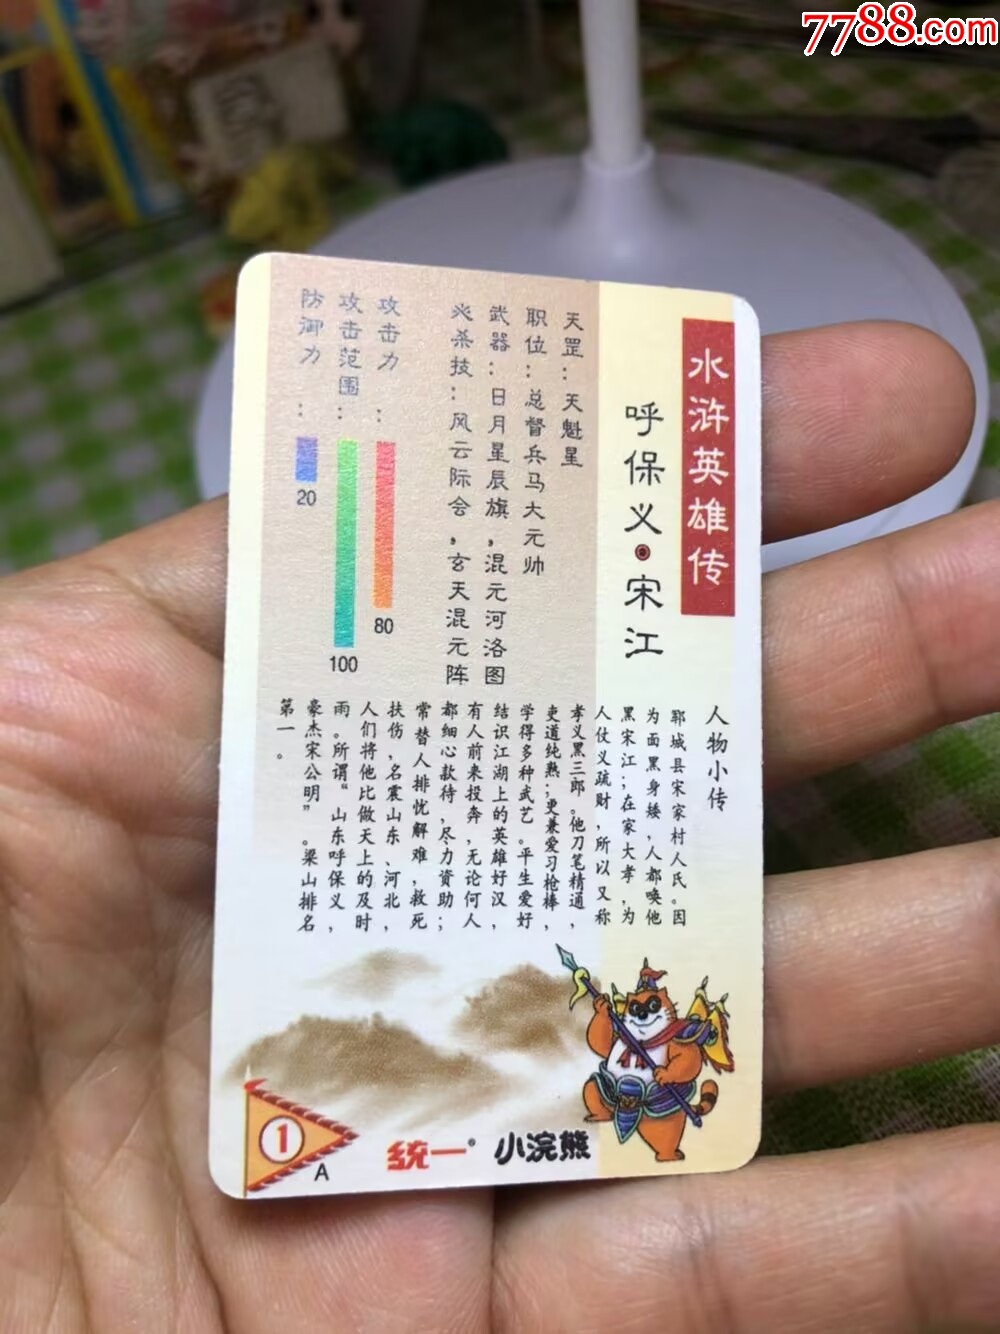 7788.com
水浒英雄传
呼保义·宋江
天罡:天魁星
职位:总督兵马大元帅
武器:日月星辰旗,混元河洛图
必杀技:风云际会,玄天混元阵
攻击力:
80
攻击范围:
100
防御力:
20
人物小传
郓城县宋家村人氏。因
为面黑身矮,人都唤他
黑宋江;在家大孝,为
人仗义疏财,所以又称
孝义黑三郎。他刀笔精通,
吏道纯熟;更兼爱习枪棒,
学得多种武艺。平生爱好
结识江湖上的英雄好汉,
有人前来投奔,无论何人
都细心款待,尽力资助;
常替人排忧解难,救死
扶伤,名震山东、河北,
人们将他比做天上的及时
雨。所谓“山东呼保义,
豪杰宋公明”。梁山排名
第一。
1
A
统一® 小浣熊